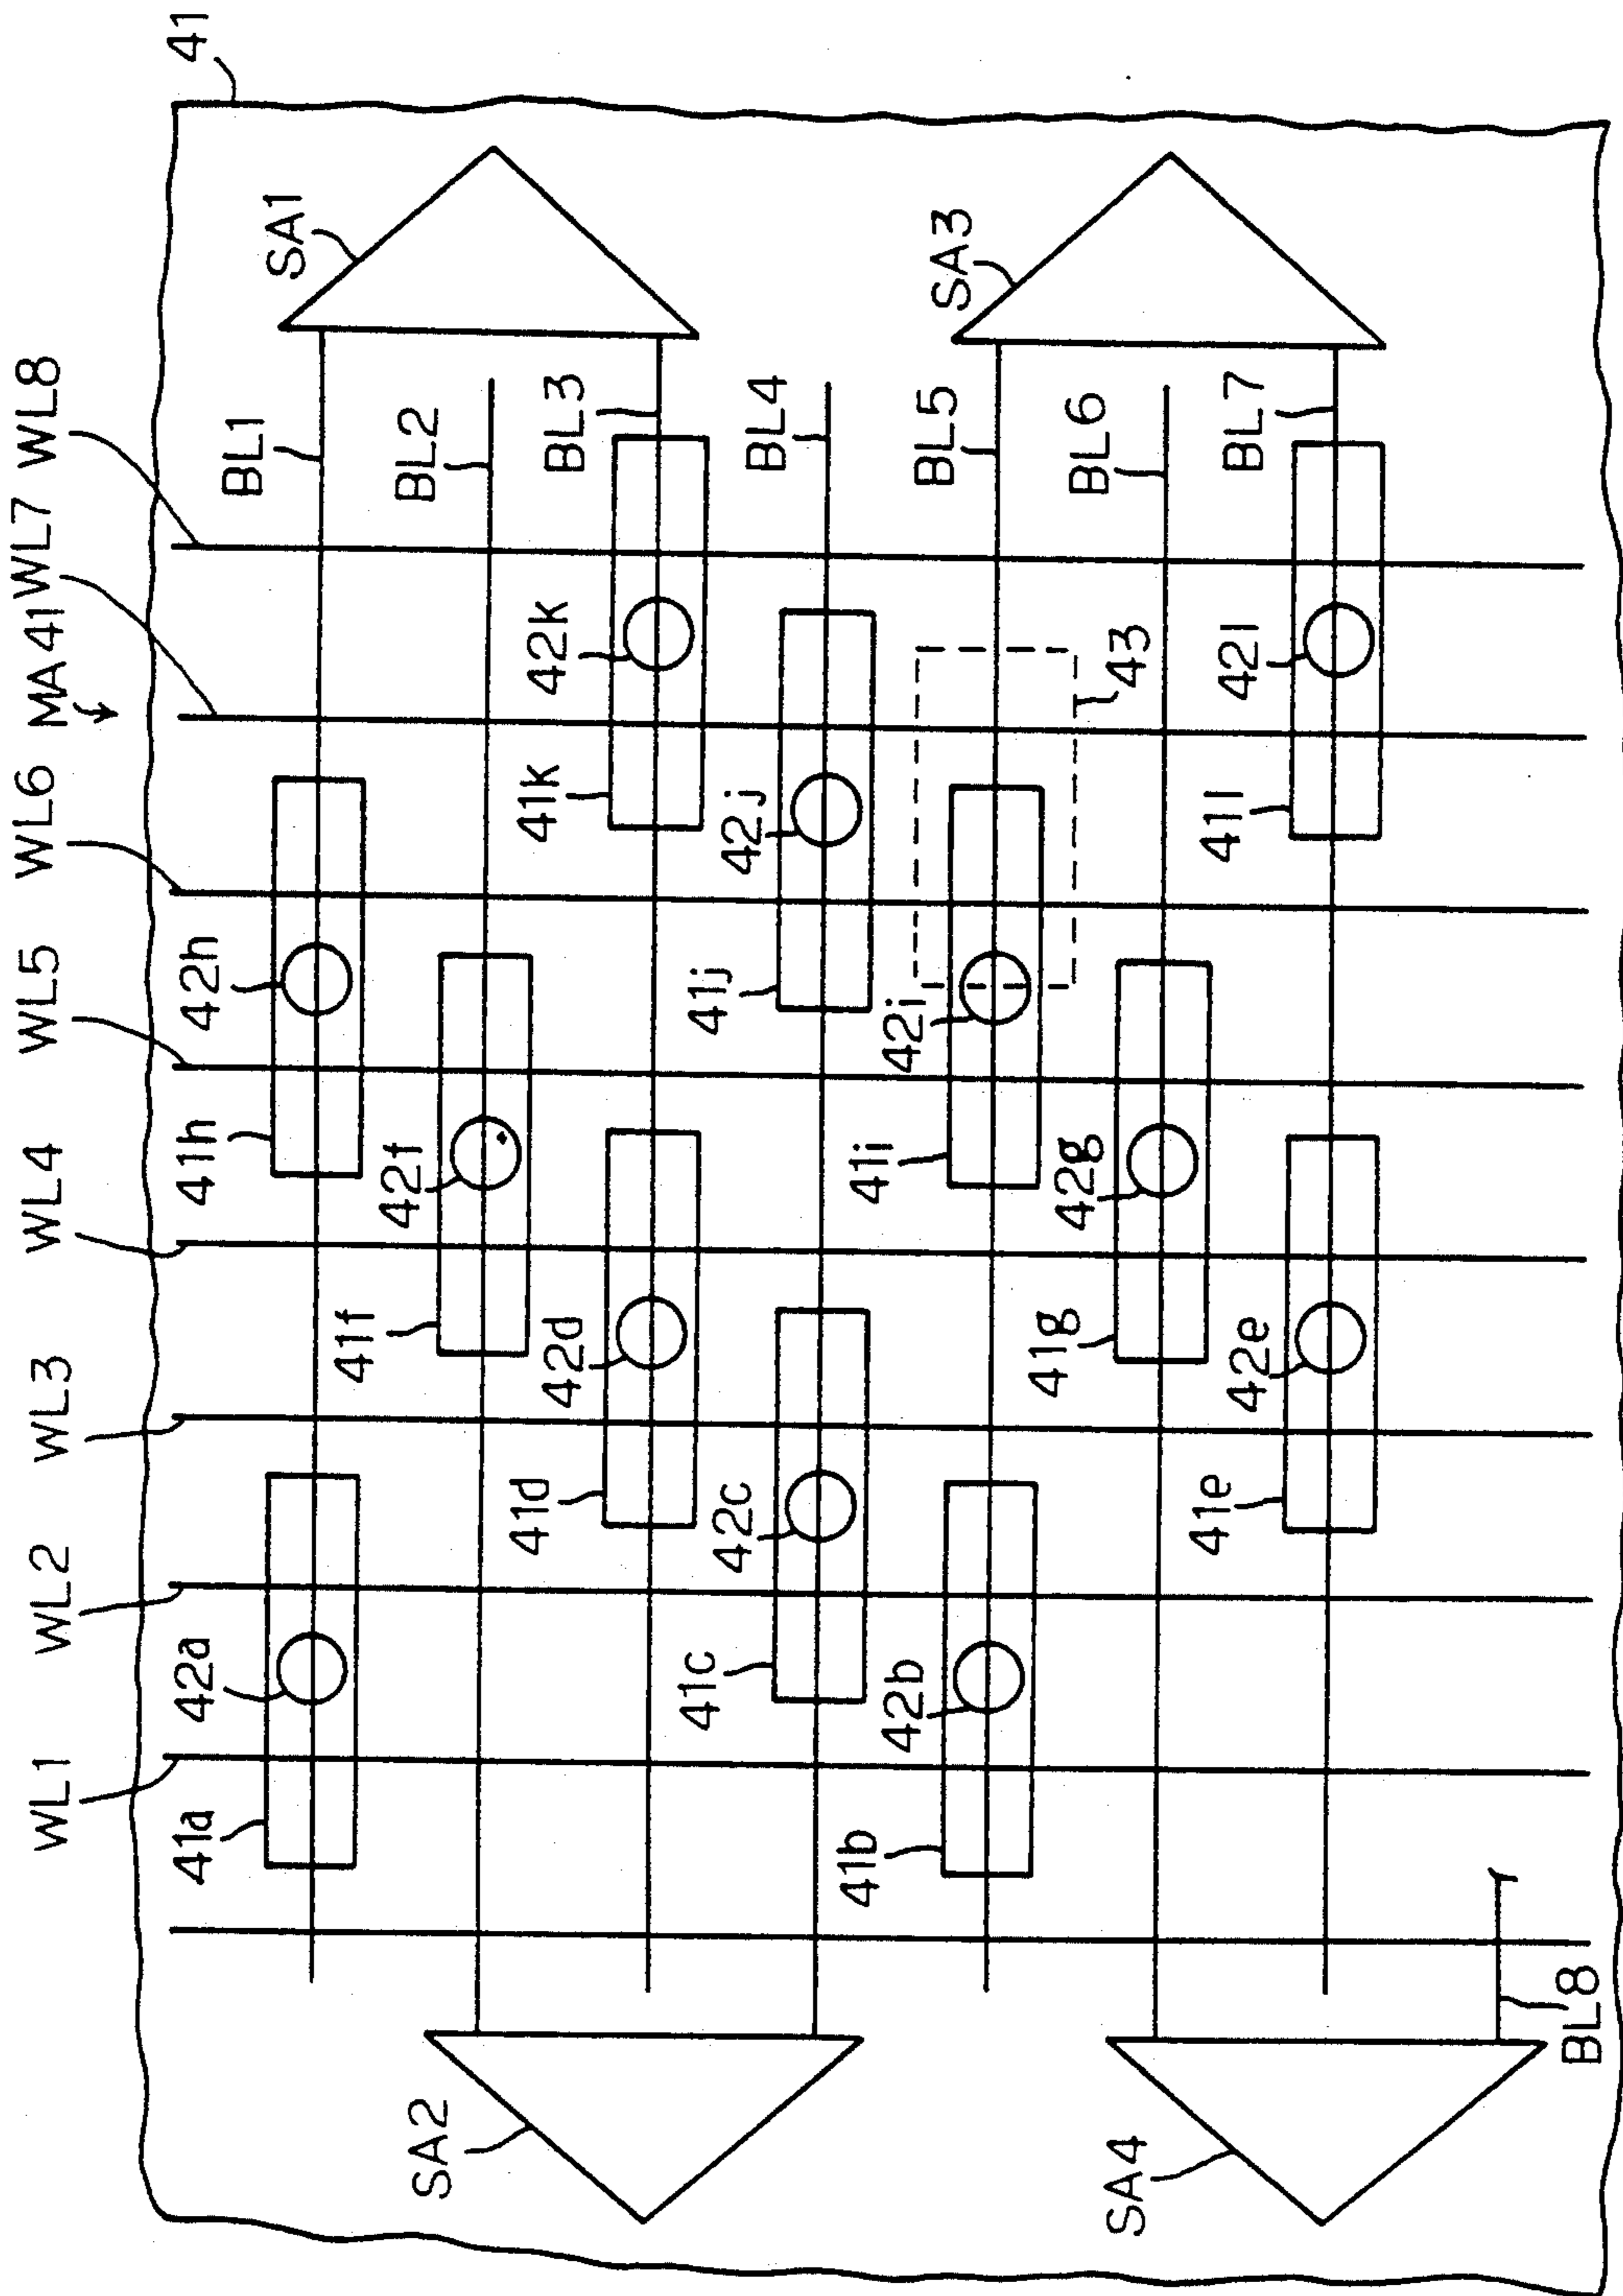 WL1
WL2
WL3
WL4
WL5
WL6
MA41
WL7
WL8
41
41a
42a
41h
42h
BL1
SA1
SA2
41f
42f
BL2
41d
42d
41k
42k
BL3
41c
42c
41j
42j
BL4
41b
42b
41i
42i
BL5
SA3
43
SA4
41g
42g
BL6
41e
42e
41l
42l
BL7
BL8